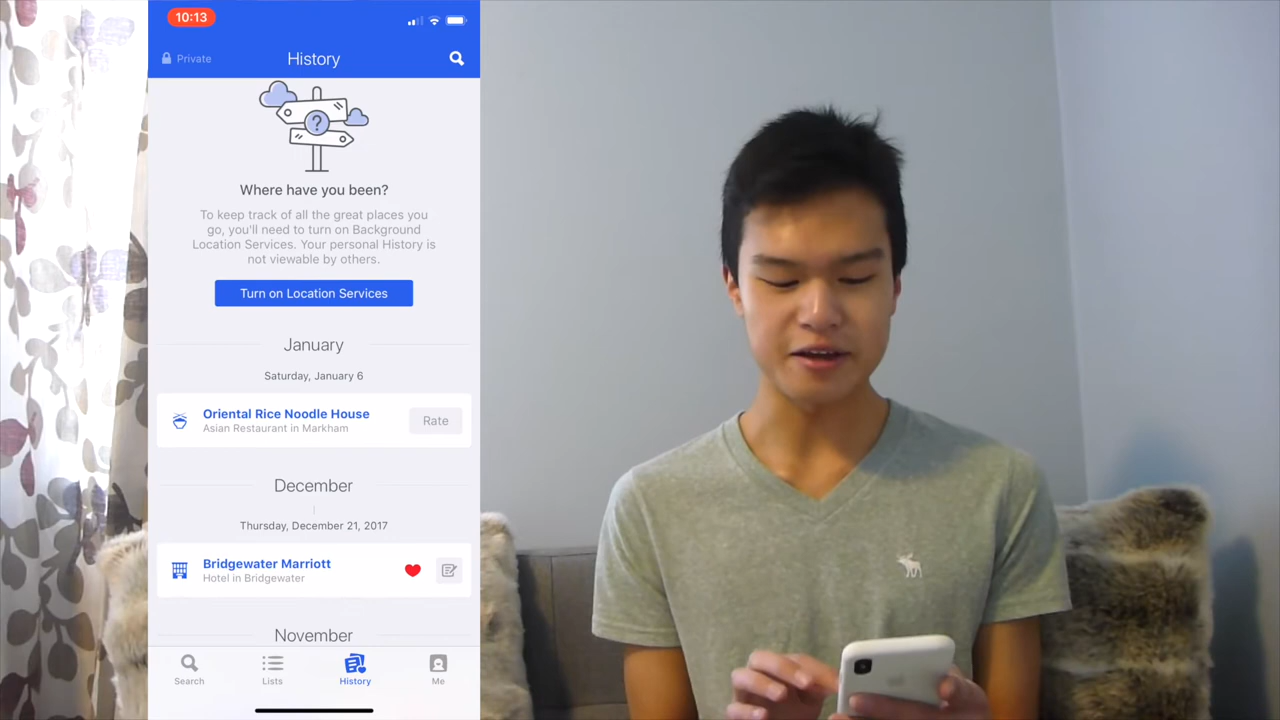 10:13
Private
History
?
Where have you been?
To keep track of all the great places you
go, you'll need to turn on Background
Location Services. Your personal History is
not viewable by others.
Turn on Location Services
January
Saturday, January 6
Oriental Rice Noodle House
Asian Restaurant in Markham
Rate
December
Thursday, December 21, 2017
Bridgewater Marriott
Hotel in Bridgewater
November
Search
Lists
History
Me